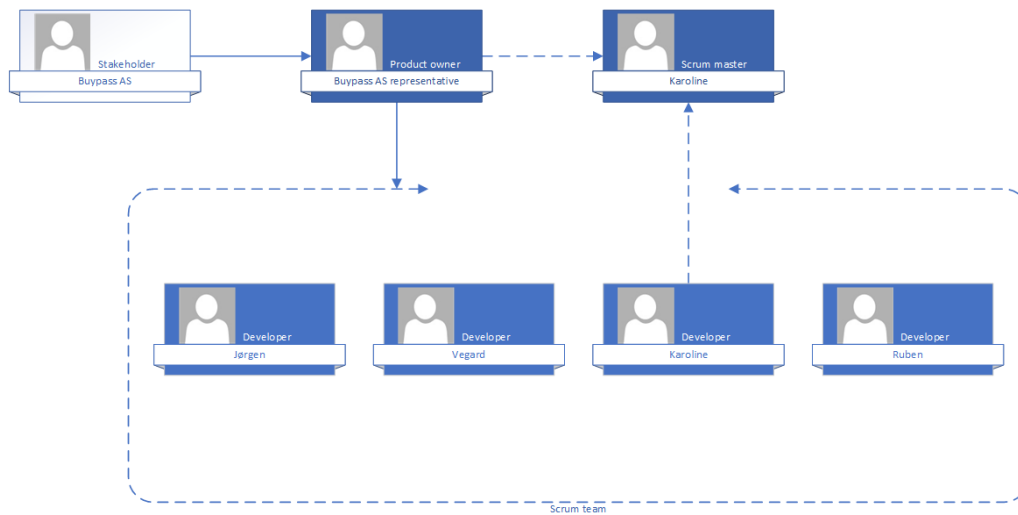 Stakeholder
Buypass AS
Product owner
Buypass AS representative
Scrum master
Karoline
Developer
Jørgen
Developer
Vegard
Developer
Karoline
Developer
Ruben
Scrum team